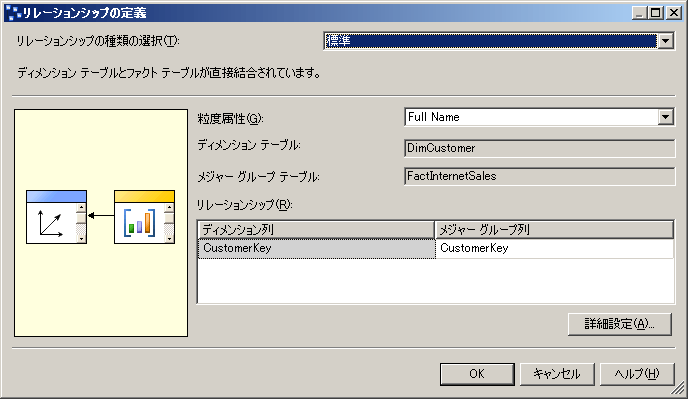 リレーションシップの定義
リレーションシップの種類の選択(T): 標準
ディメンション テーブルとファクト テーブルが直接結合されています。
粒度属性(G): Full Name
ディメンション テーブル: DimCustomer
メジャー グループ テーブル: FactInternetSales
リレーションシップ(R):
ディメンション列 メジャー グループ列
CustomerKey CustomerKey
詳細設定(A)...
OK キャンセル ヘルプ(H)